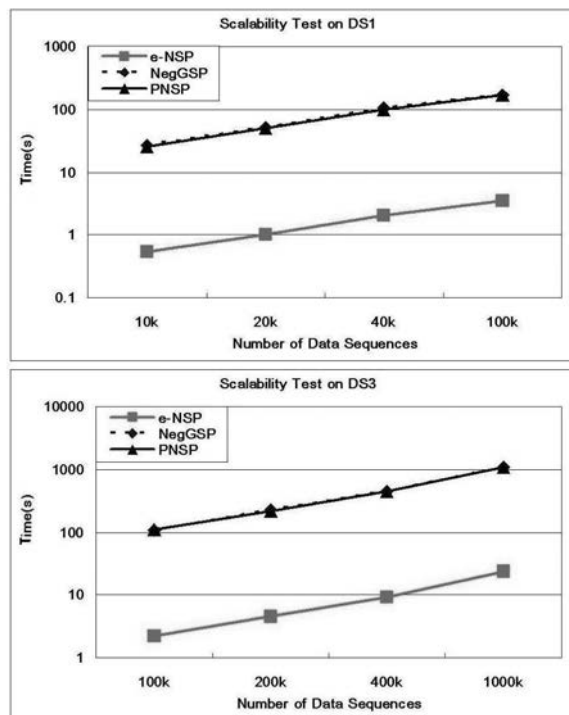 Scalability Test on DS1
1000
100
10
1
0.1
Time(s)
e-NSP
NegGSP
PNSP
10k
20k
40k
100k
Number of Data Sequences
Scalability Test on DS3
10000
1000
100
10
1
Time(s)
e-NSP
NegGSP
PNSP
100k
200k
400k
1000k
Number of Data Sequences